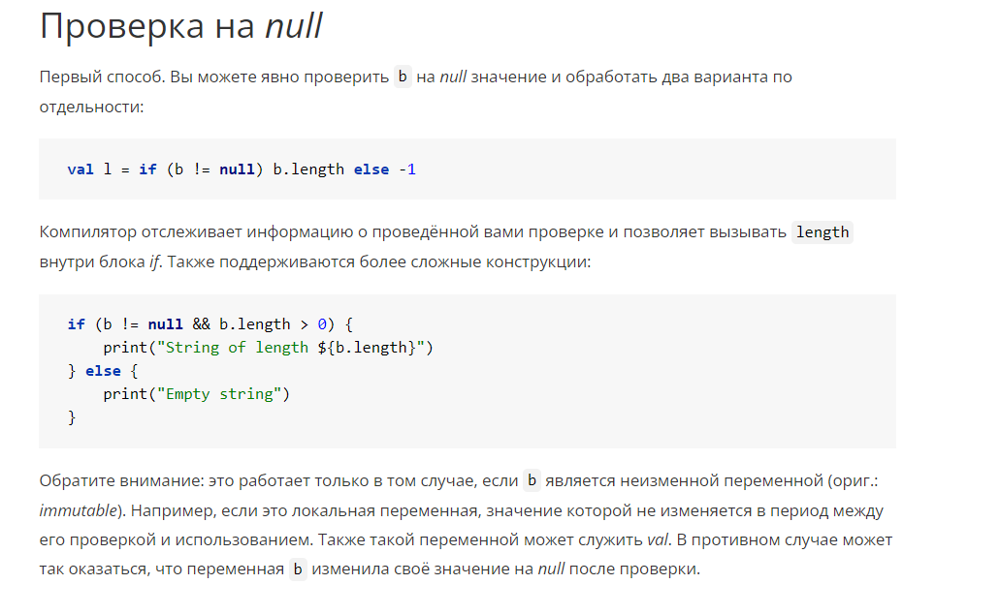 Проверка на null
Первый способ. Вы можете явно проверить b на null значение и обработать два варианта по
отдельности:
val l = if (b != null) b.length else -1
Компилятор отслеживает информацию о проведённой вами проверке и позволяет вызывать length
внутри блока if. Также поддерживаются более сложные конструкции:
if (b != null && b.length > 0) {
    print("String of length ${b.length}")
} else {
    print("Empty string")
}
Обратите внимание: это работает только в том случае, если b является неизменной переменной (ориг.:
immutable). Например, если это локальная переменная, значение которой не изменяется в период между
его проверкой и использованием. Также такой переменной может служить val. В противном случае может
так оказаться, что переменная b изменила своё значение на null после проверки.